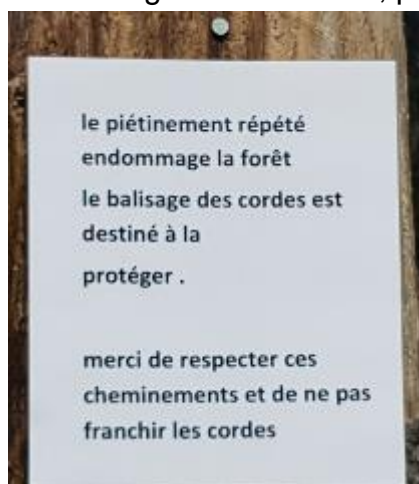 le piétinement répété
endommage la forêt
le balisage des cordes est
destiné à la
protéger .
merci de respecter ces
cheminements et de ne pas
franchir les cordes